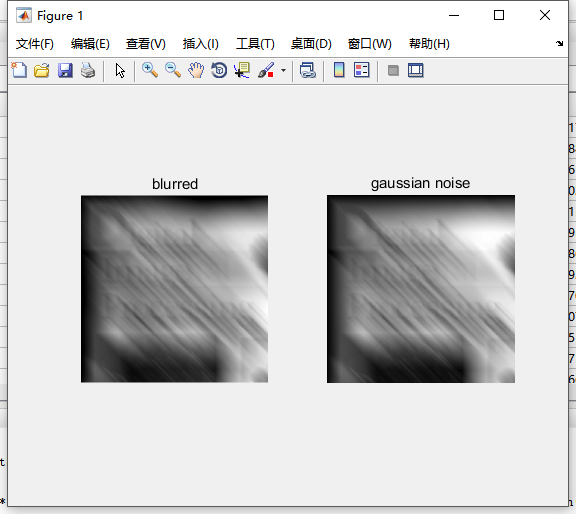 Figure 1
文件(F) 编辑(E) 查看(V) 插入(I) 工具(T) 桌面(D) 窗口(W) 帮助(H)
blurred
gaussian noise